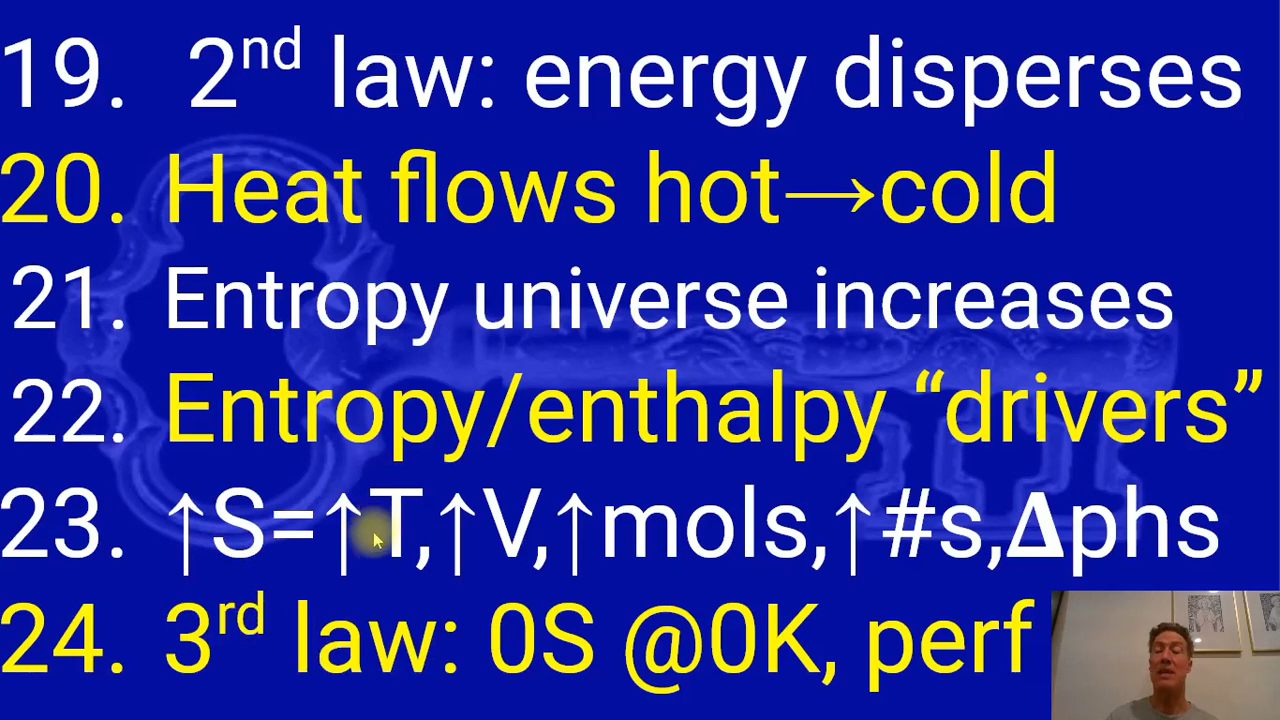 19. 2nd law: energy disperses
20. Heat flows hot→cold
21. Entropy universe increases
22. Entropy/enthalpy “drivers”
23. ↑S=↑T,↑V,↑mols,↑#s,Δphs
24. 3rd law: 0S @0K, perf